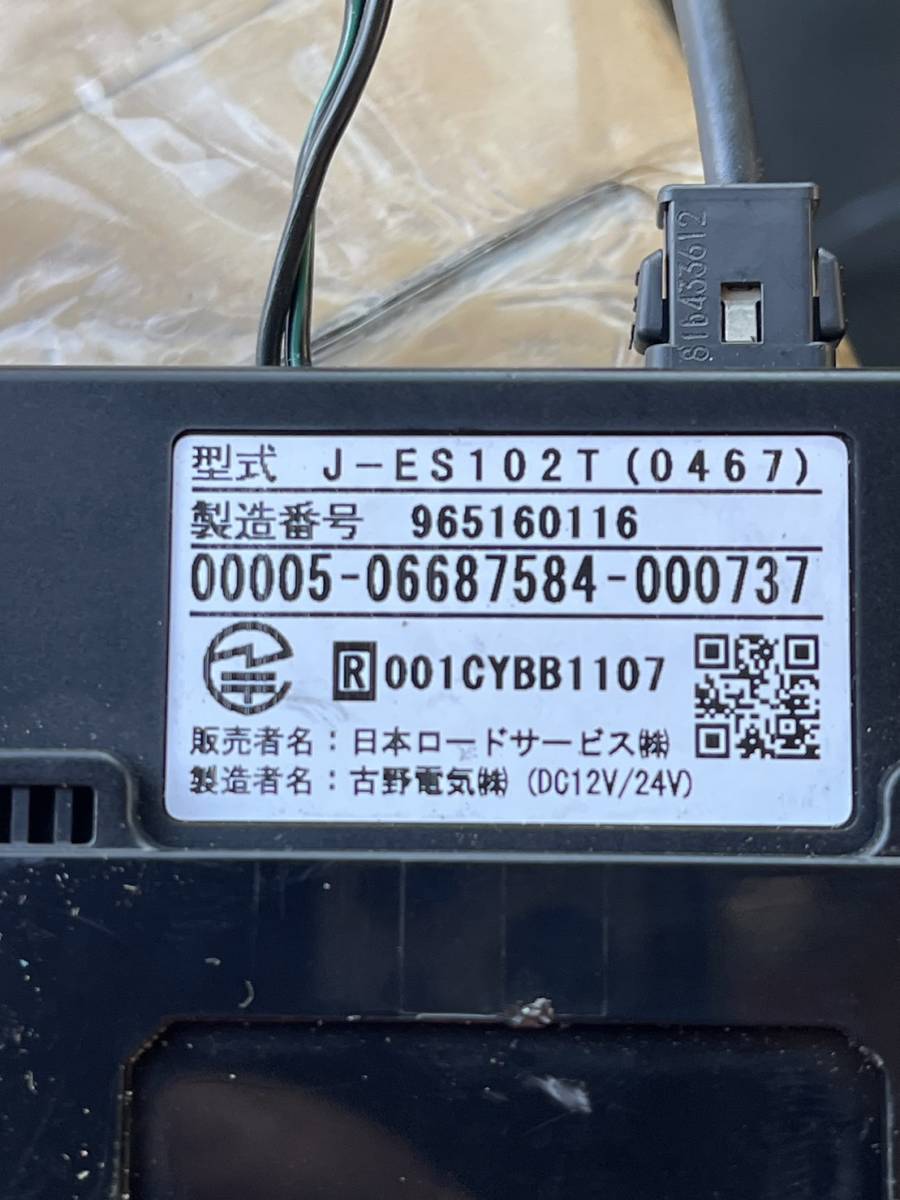 81b433612
型式 J-ES102T(0467)
製造番号 965160116
00005-06687584-000737
R 001CYBB1107
販売者名：日本ロードサービス㈱
製造者名：古野電気㈱ (DC12V/24V)